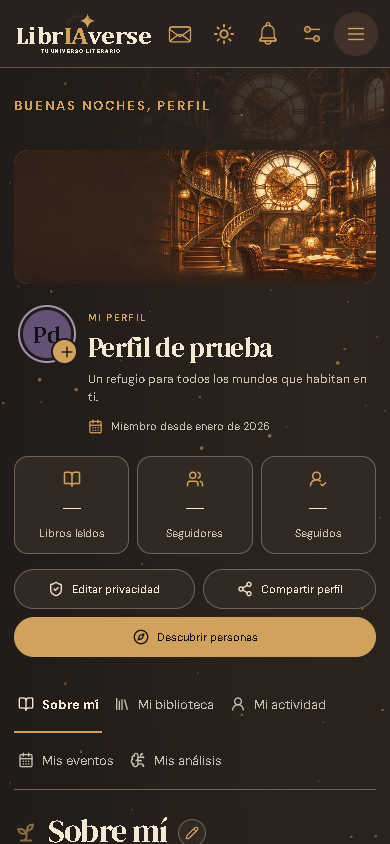 LibrIAverse
TU UNIVERSO LITERARIO
BUENAS NOCHES, PERFIL
Pd
MI PERFIL
Perfil de prueba
Un refugio para todos los mundos que habitan en
ti.
Miembro desde enero de 2026
— — —
Libros leídos Seguidores Seguidos
Editar privacidad Compartir perfil
Descubrir personas
Sobre mí Mi biblioteca Mi actividad
Mis eventos Mis análisis
Sobre mí